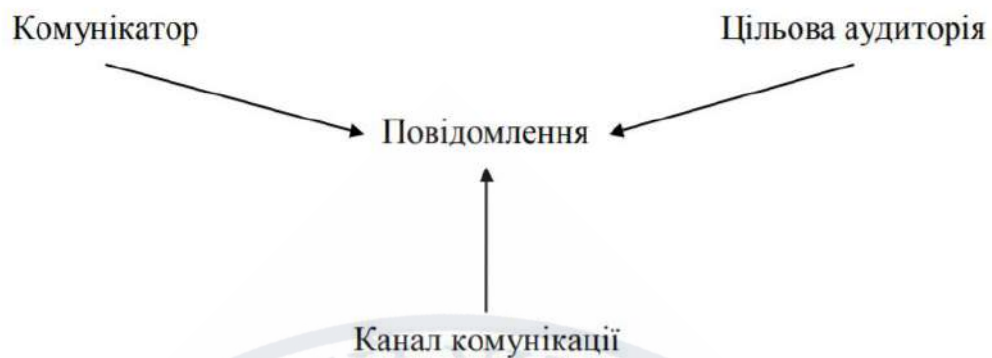 Комунікатор
Цільова аудиторія
Повідомлення
Канал комунікації